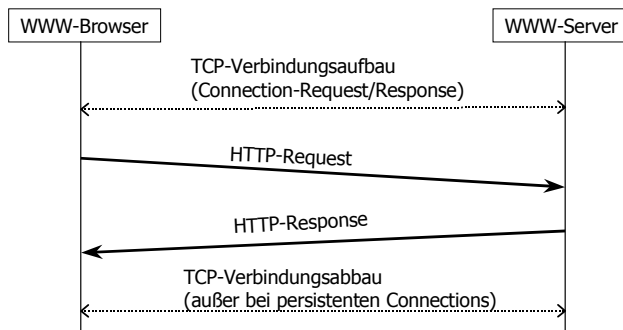 WWW-Browser
WWW-Server
TCP-Verbindungsaufbau
(Connection-Request/Response)
HTTP-Request
HTTP-Response
TCP-Verbindungsabbau
(außer bei persistenten Connections)